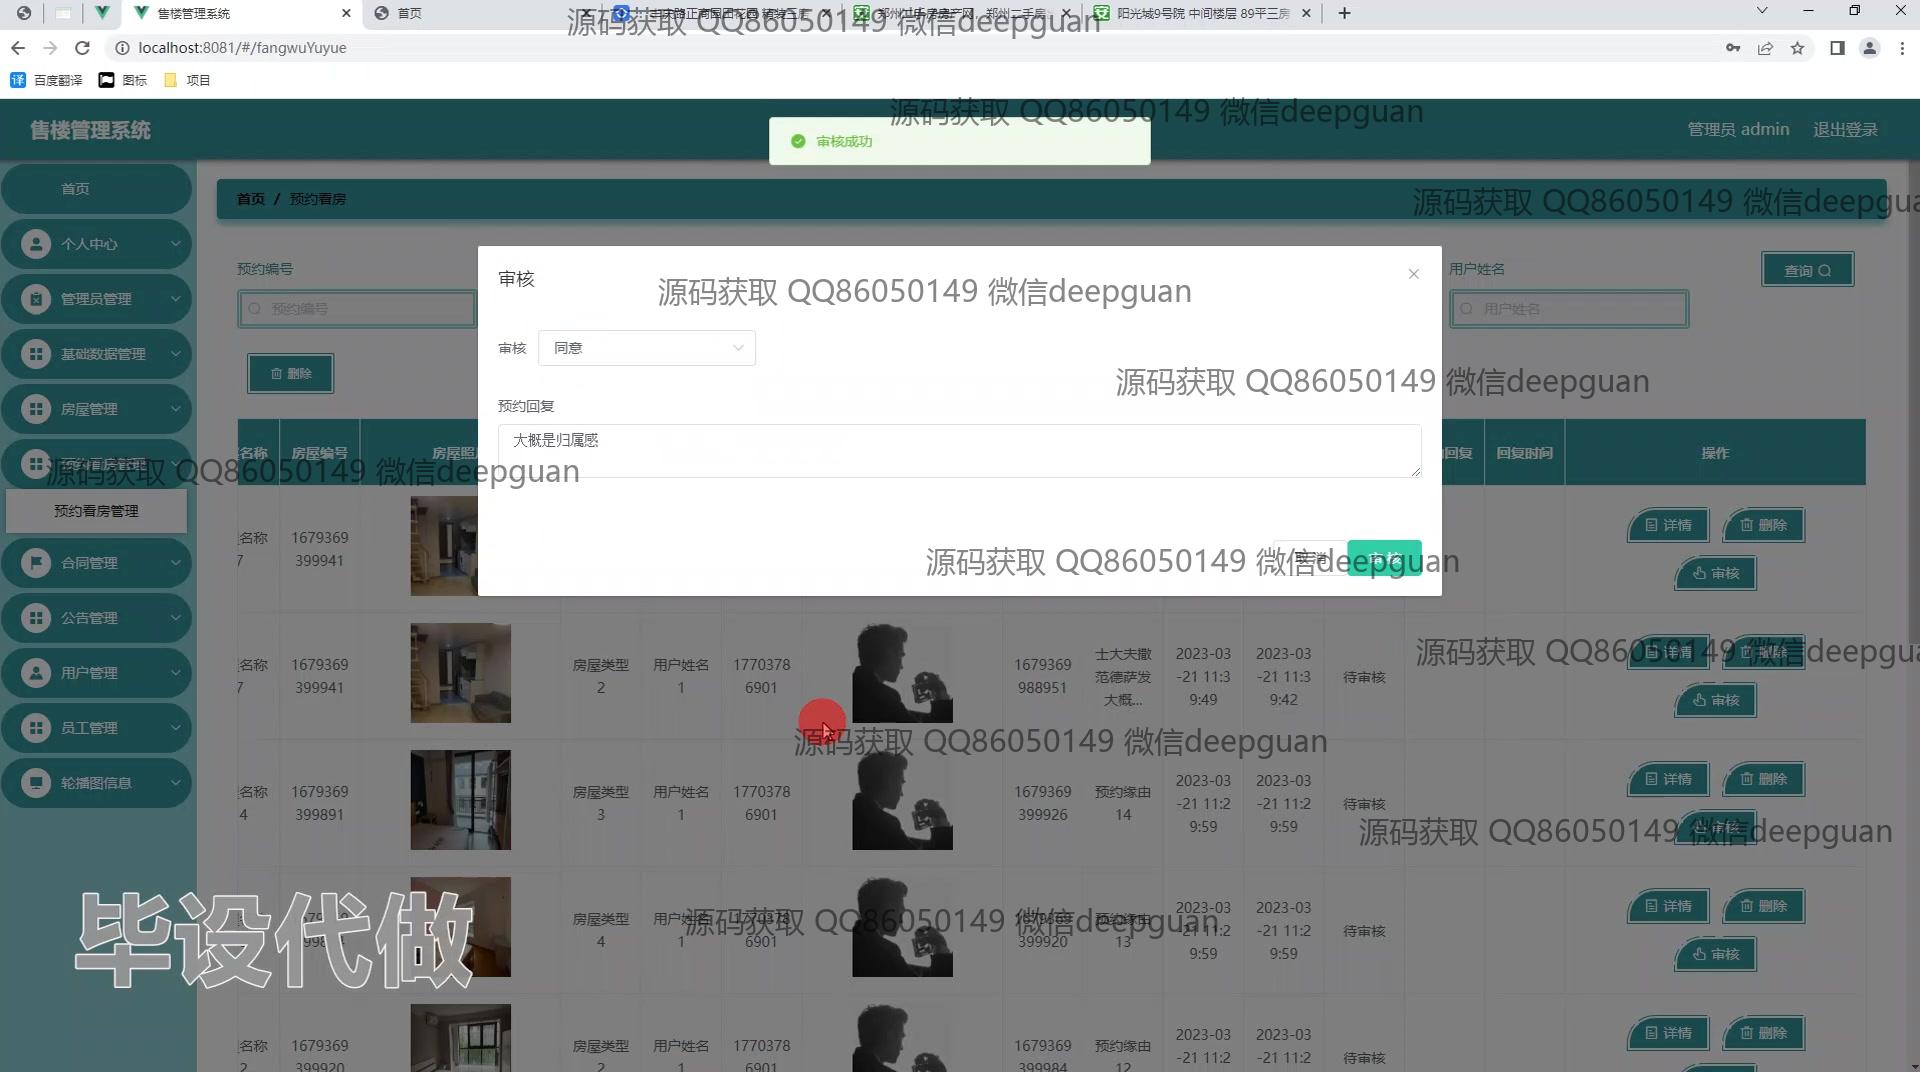 售楼管理系统
首页
阳光城9号院 中间楼层 89平三房
源码获取 QQ86050149 微信deepguan
localhost:8081/#/fangwuYuyue
百度翻译
图标
项目
源码获取 QQ86050149 微信deepguan
售楼管理系统
审核成功
管理员 admin
退出登录
首页
首页 / 预约看房
源码获取 QQ86050149 微信deepgua
个人中心
预约编号
审核
用户姓名
查询
源码获取 QQ86050149 微信deepguan
管理员管理
预约编号
用户姓名
基础数据管理
审核
同意
删除
源码获取 QQ86050149 微信deepguan
房屋管理
预约回复
大概是归属感
名称
房屋编号
房屋照
回复
回复时间
操作
预约看房管理
源码获取 QQ86050149 微信deepguan
预约看房管理
名称
7
1679369
399941
详情
删除
取消
审核
源码获取 QQ86050149 微信deepguan
审核
合同管理
公告管理
名称
7
1679369
399941
房屋类型
2
用户姓名
1
1770378
6901
1679369
988951
士大夫撒
范德萨发
大概...
2023-03
-21 11:3
9:49
2023-03
-21 11:3
9:42
待审核
详情
删除
审核
源码获取 QQ86050149 微信deepgua
用户管理
员工管理
源码获取 QQ86050149 微信deepguan
轮播图信息
名称
4
1679369
399891
房屋类型
3
用户姓名
1
1770378
6901
1679369
399926
预约缘由
14
2023-03
-21 11:2
9:59
2023-03
-21 11:2
9:59
待审核
详情
删除
审核
源码获取 QQ86050149 微信deepguan
毕设代做
房屋类型
4
用户姓名
1
1770378
6901
1679369
399920
预约缘由
13
2023-03
-21 11:2
9:59
2023-03
-21 11:2
9:59
待审核
详情
删除
审核
源码获取 QQ86050149 微信deepguan
名称
2
1679369
399920
房屋类型
2
用户姓名
1
1770378
6901
1679369
399984
预约缘由
12
2023-03
-21 11:2
2023-03
-21 11:2
待审核
详情
删除